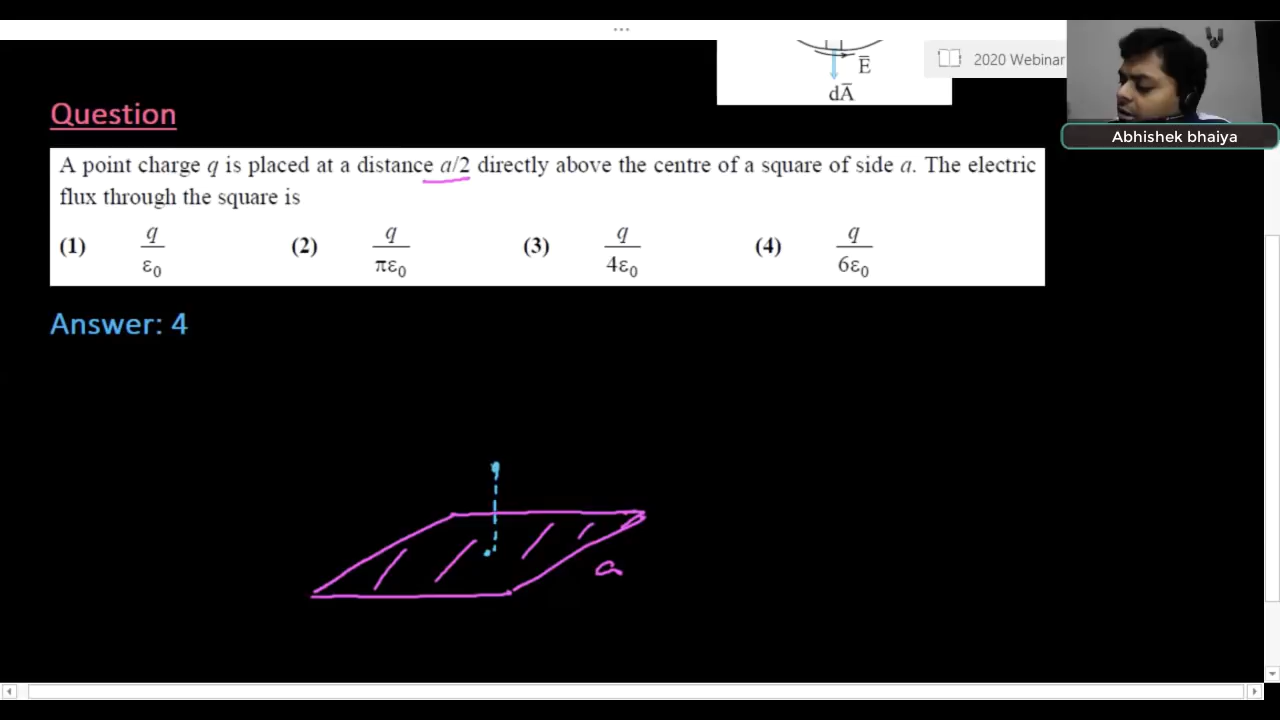 ...
E̅
2020 Webinar
dA̅
Abhishek bhaiya
Question
A point charge q is placed at a distance a/2 directly above the centre of a square of side a. The electric
flux through the square is
(1) q/ε₀ (2) q/πε₀ (3) q/4ε₀ (4) q/6ε₀
Answer: 4
a